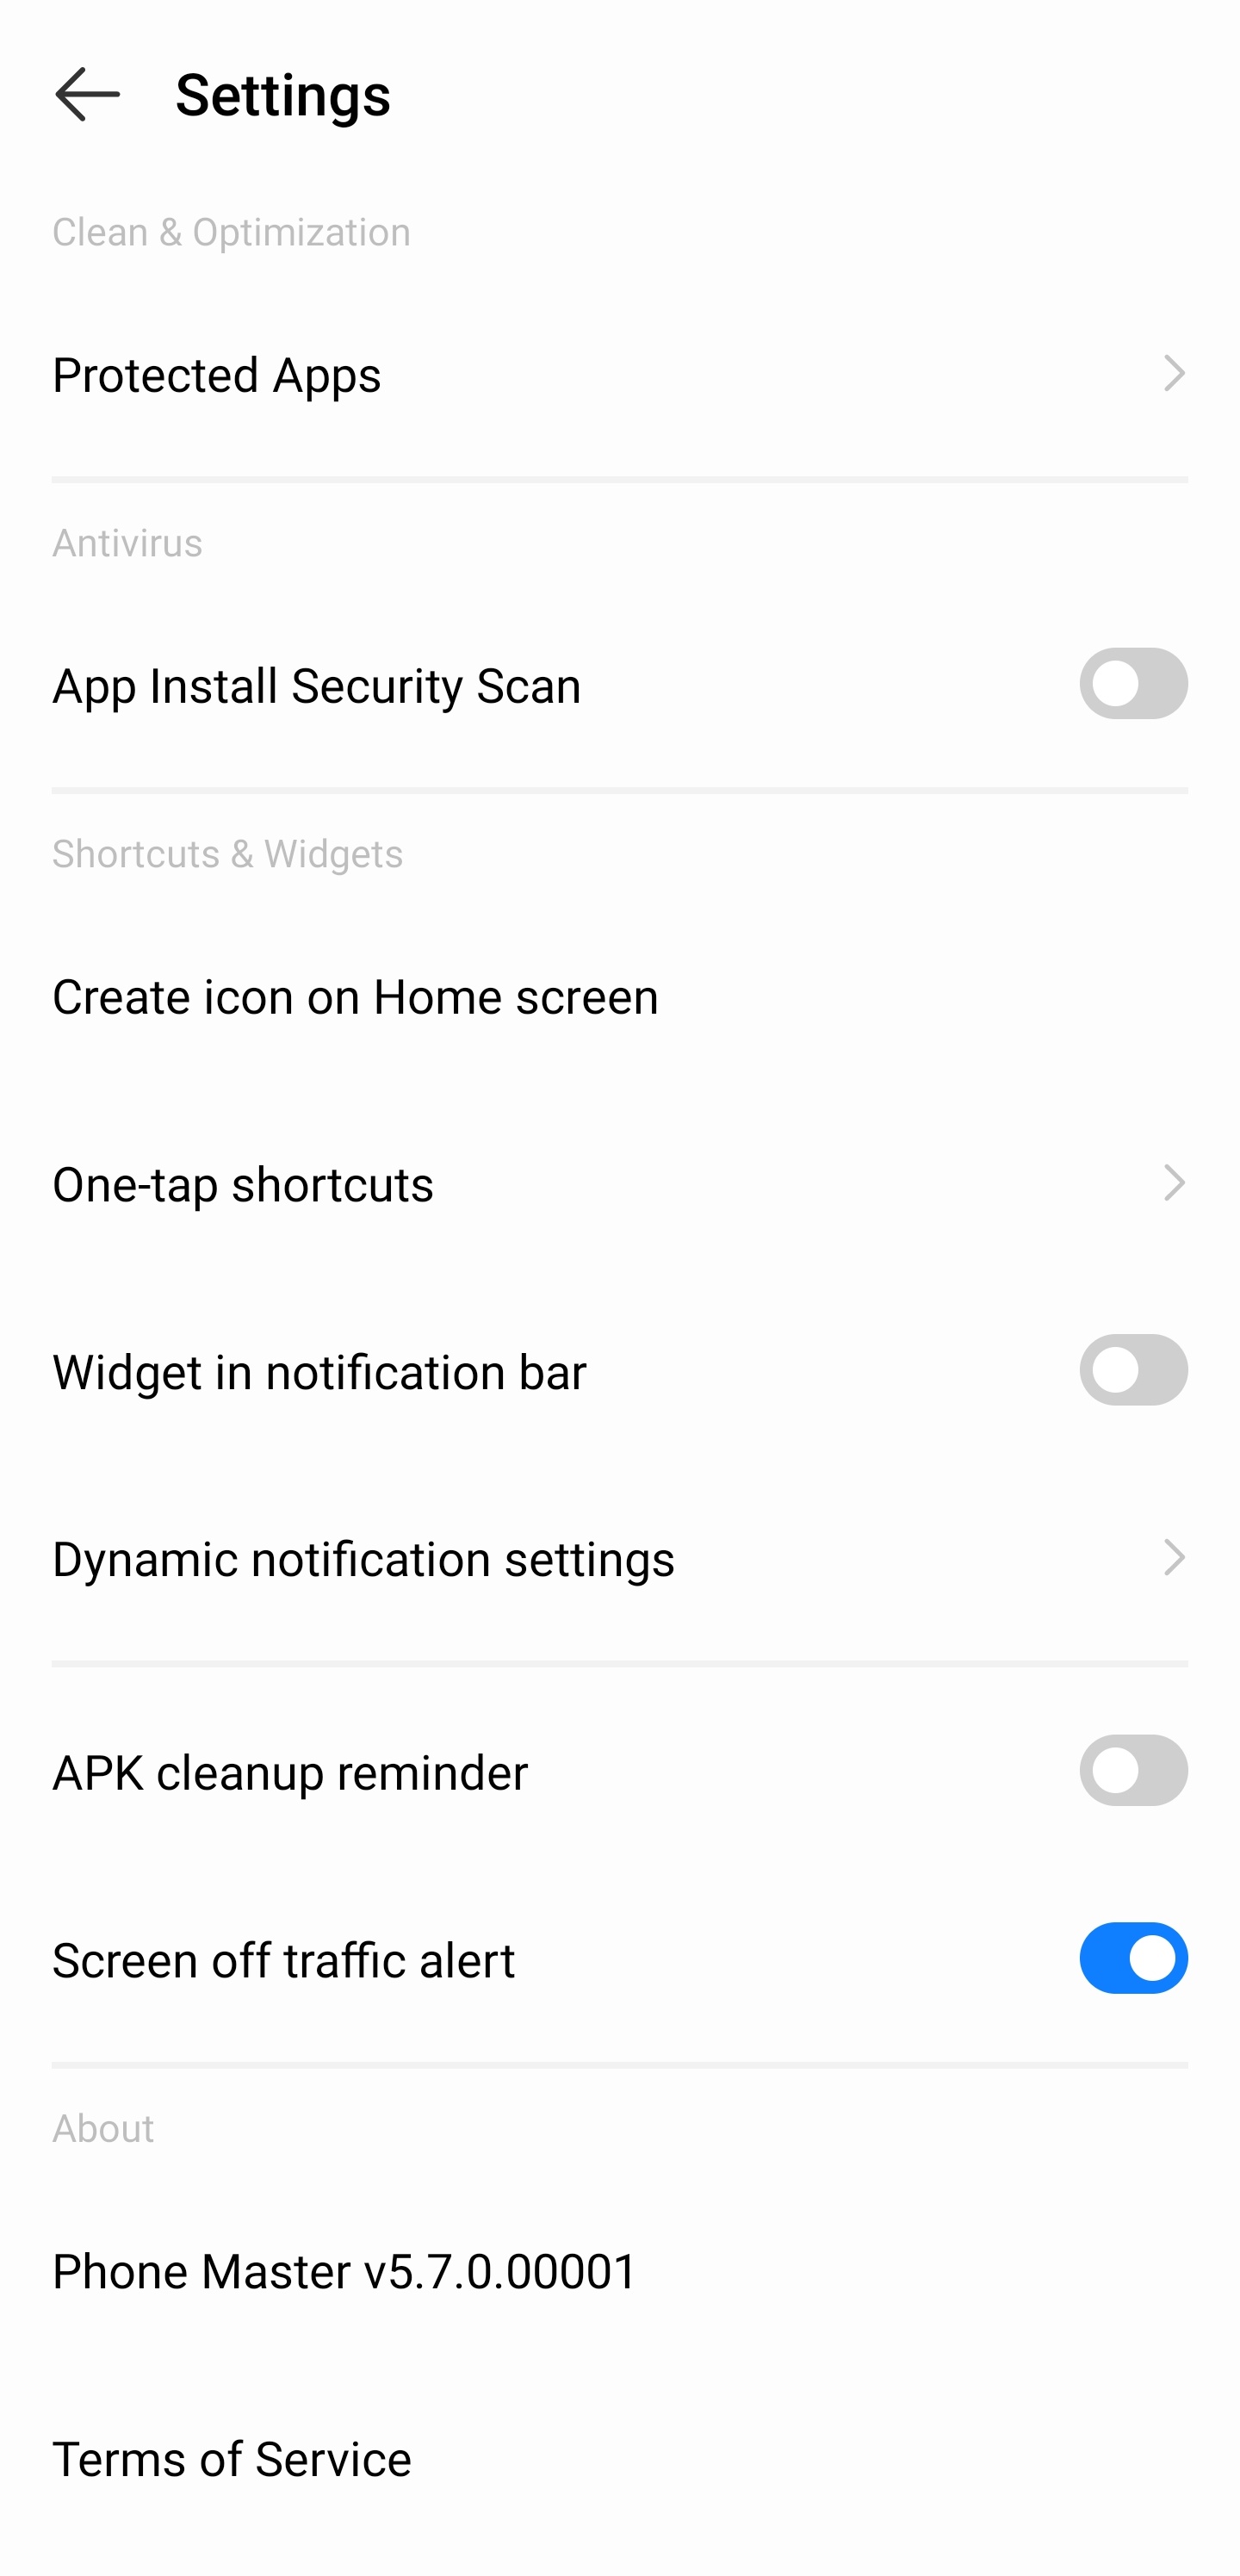 Settings
Clean & Optimization
Protected Apps
Antivirus
App Install Security Scan
Shortcuts & Widgets
Create icon on Home screen
One-tap shortcuts
Widget in notification bar
Dynamic notification settings
APK cleanup reminder
Screen off traffic alert
About
Phone Master v5.7.0.00001
Terms of Service